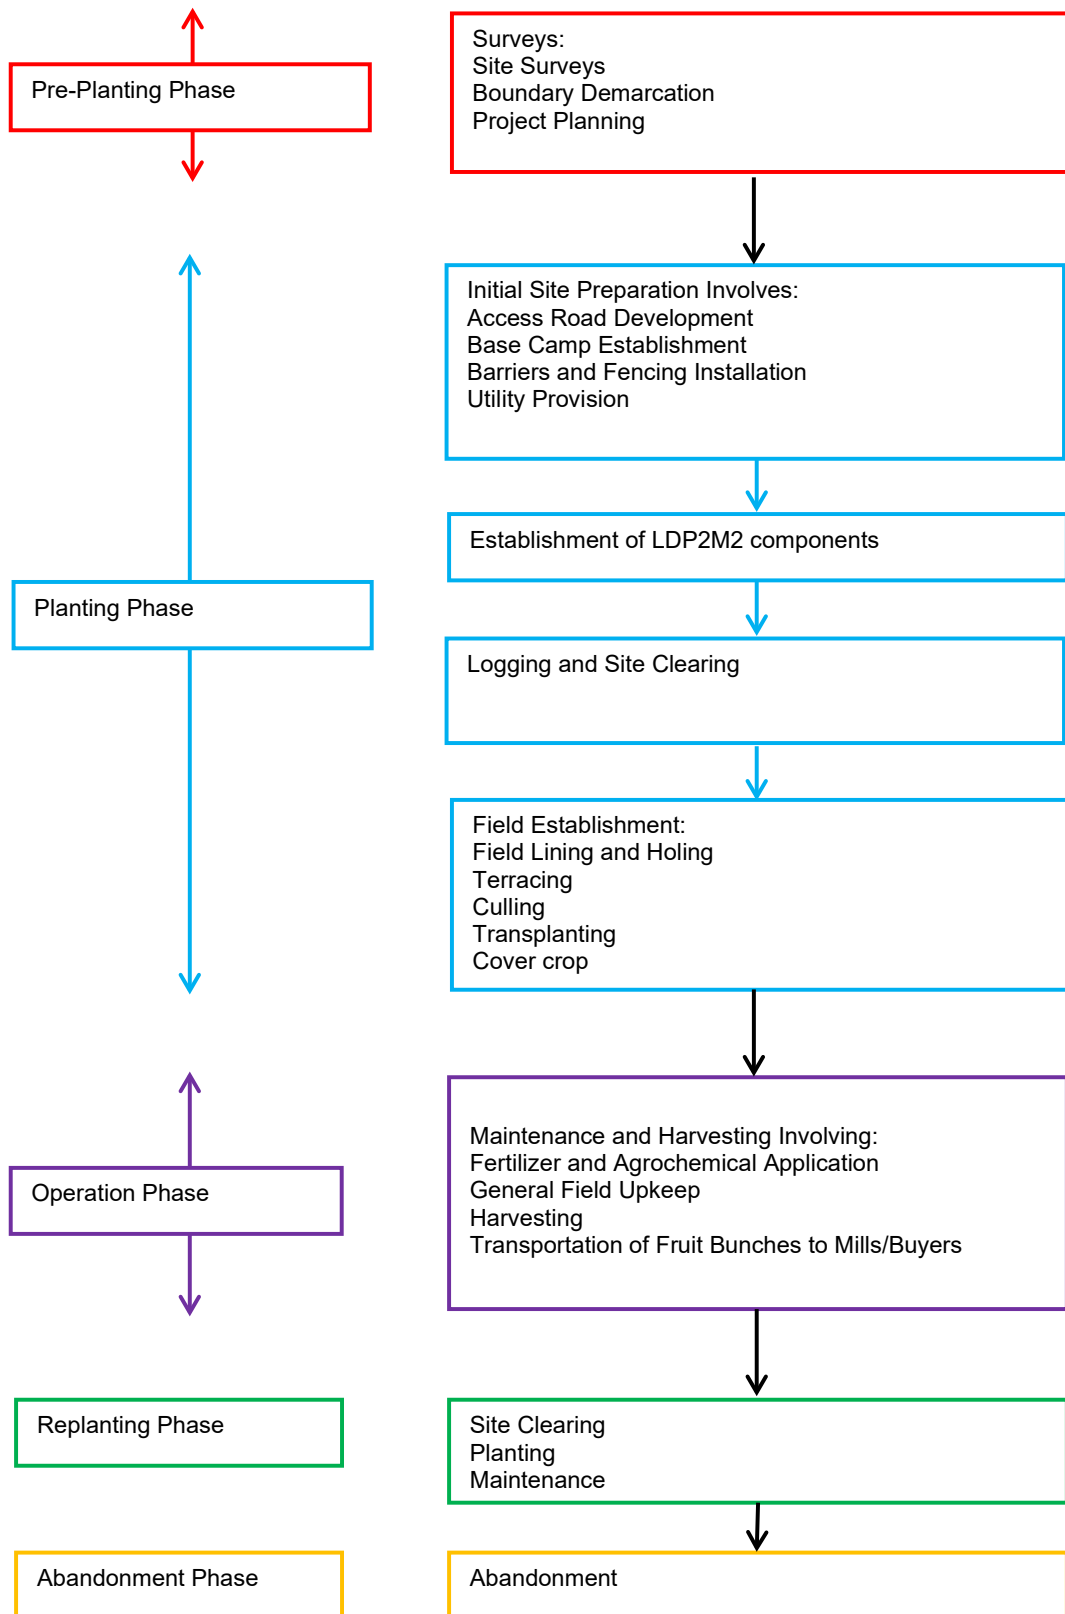 Pre-Planting Phase
Surveys:
Site Surveys
Boundary Demarcation
Project Planning
Initial Site Preparation Involves:
Access Road Development
Base Camp Establishment
Barriers and Fencing Installation
Utility Provision
Establishment of LDP2M2 components
Planting Phase
Logging and Site Clearing
Field Establishment:
Field Lining and Holing
Terracing
Culling
Transplanting
Cover crop
Operation Phase
Maintenance and Harvesting Involving:
Fertilizer and Agrochemical Application
General Field Upkeep
Harvesting
Transportation of Fruit Bunches to Mills/Buyers
Replanting Phase
Site Clearing
Planting
Maintenance
Abandonment Phase
Abandonment